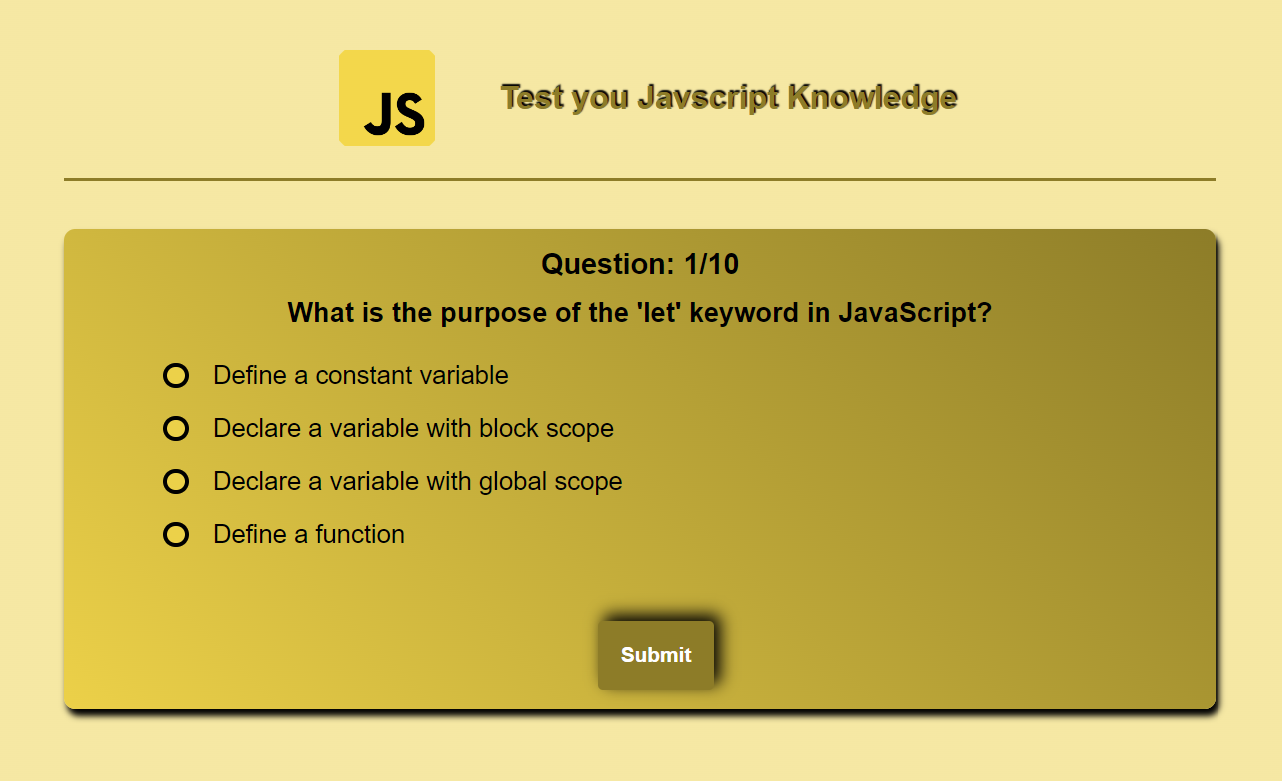 JS
Test you Javscript Knowledge
Question: 1/10
What is the purpose of the 'let' keyword in JavaScript?
Define a constant variable
Declare a variable with block scope
Declare a variable with global scope
Define a function
Submit